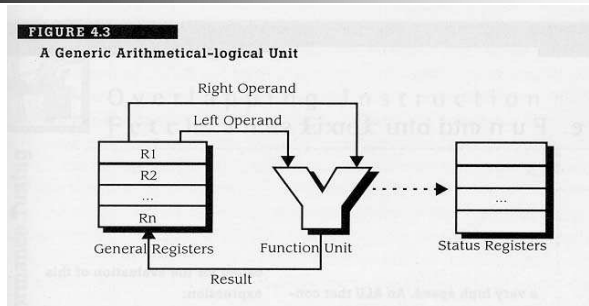 FIGURE 4.3
A Generic Arithmetical-logical Unit
Right Operand
Left Operand
R1
R2
...
Rn
...
General Registers
Function Unit
Status Registers
Result